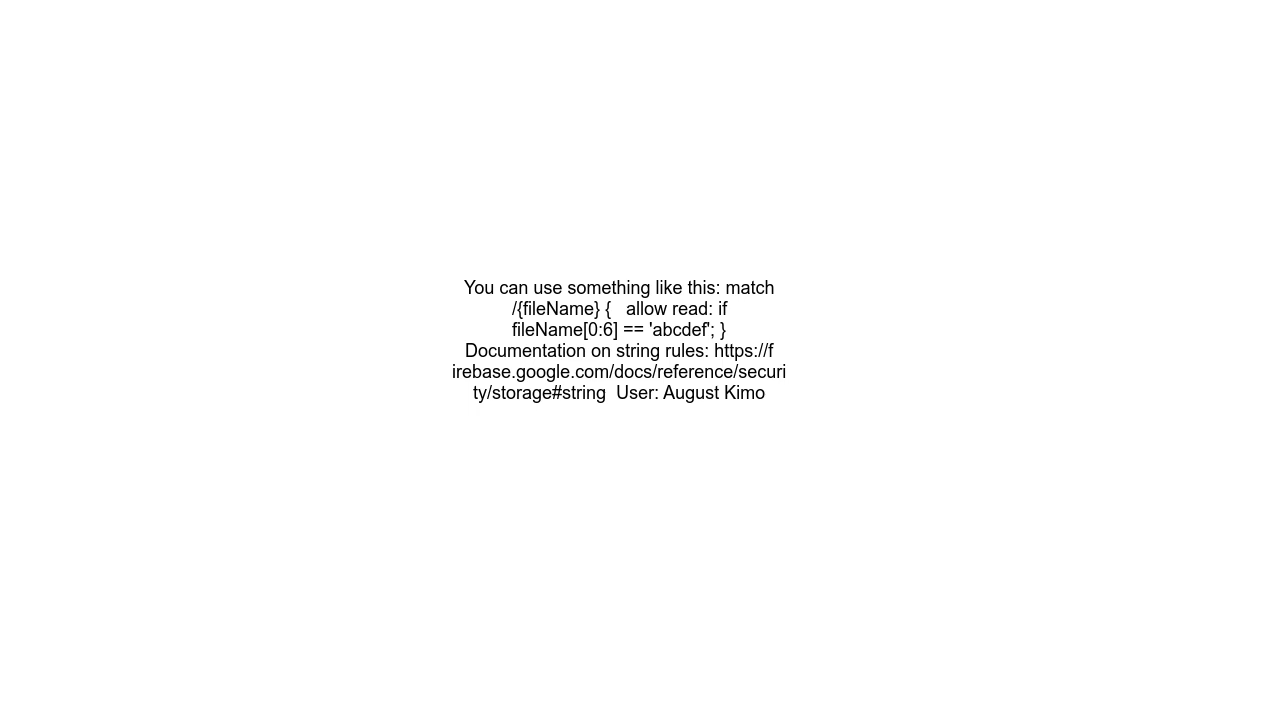 You can use something like this: match
/{fileName} {   allow read: if
fileName[0:6] == 'abcdef'; }
Documentation on string rules: https://f
irebase.google.com/docs/reference/securi
ty/storage#string  User: August Kimo